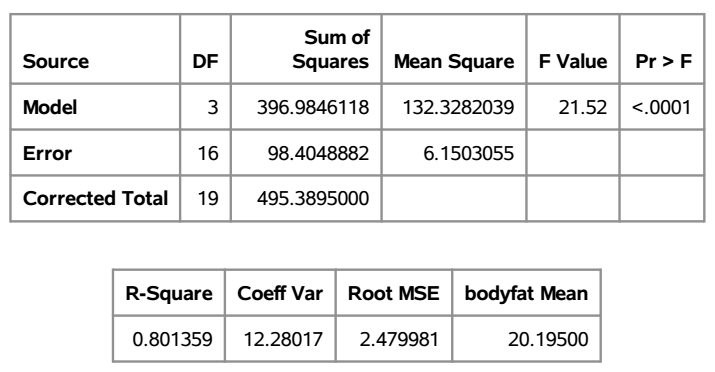 Source DF Sum of Squares Mean Square F Value Pr > F
Model 3 396.9846118 132.3282039 21.52 <.0001
Error 16 98.4048882 6.1503055
Corrected Total 19 495.3895000
R-Square Coeff Var Root MSE bodyfat Mean
0.801359 12.28017 2.479981 20.19500